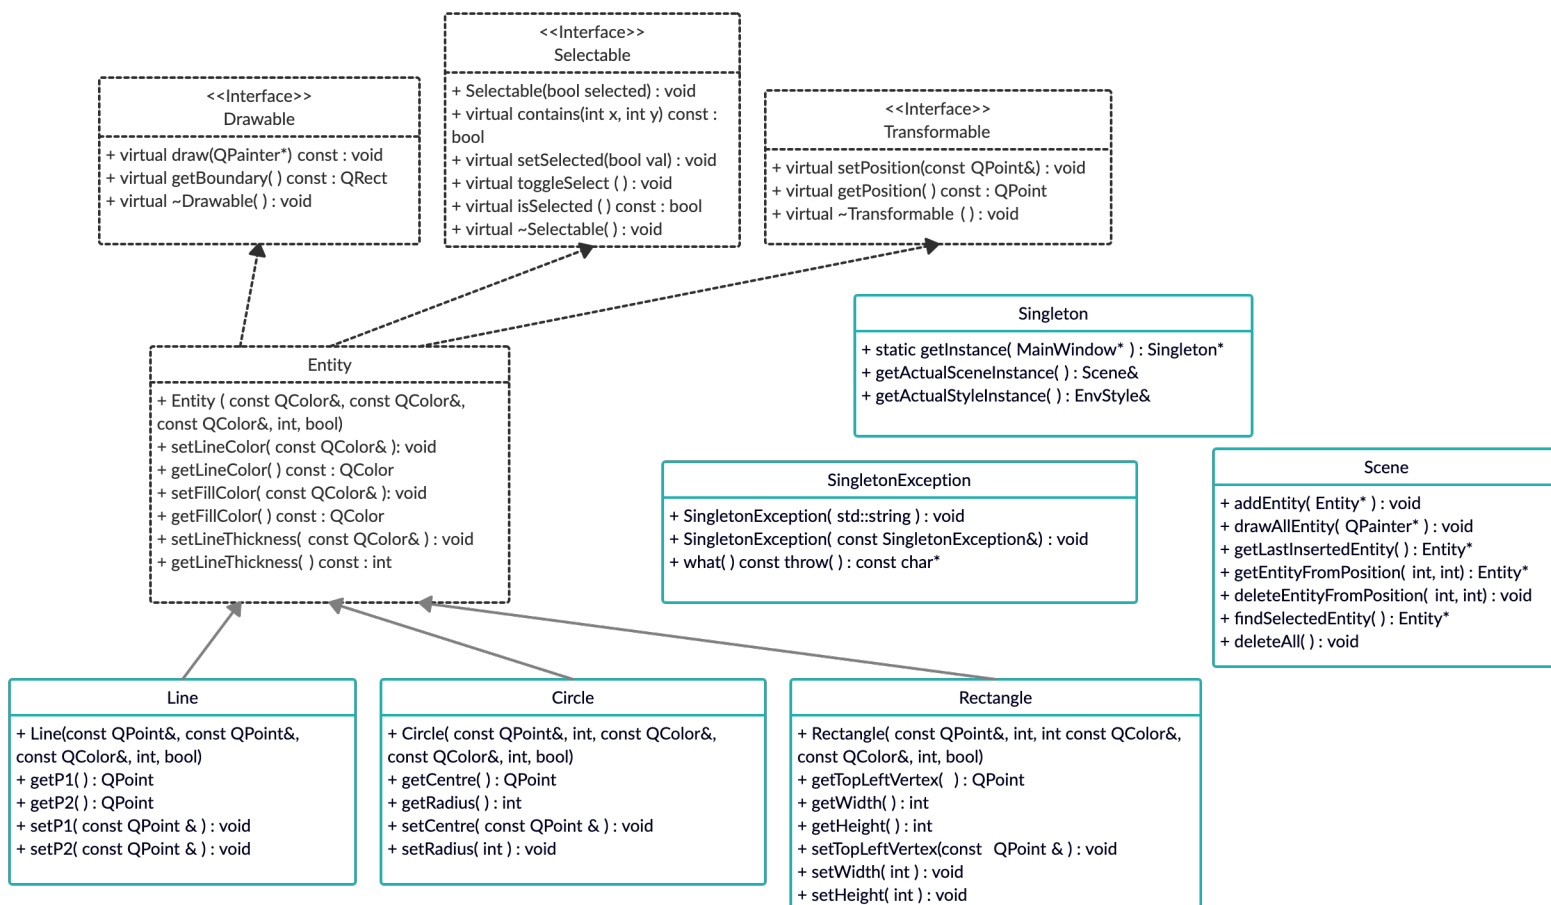 <<Interface>>
Drawable
+ virtual draw(QPainter*) const : void
+ virtual getBoundary( ) const : QRect
+ virtual ~Drawable( ) : void
<<Interface>>
Selectable
+ Selectable(bool selected) : void
+ virtual contains(int x, int y) const :
bool
+ virtual setSelected(bool val) : void
+ virtual toggleSelect ( ) : void
+ virtual isSelected ( ) const : bool
+ virtual ~Selectable( ) : void
<<Interface>>
Transformable
+ virtual setPosition(const QPoint&) : void
+ virtual getPosition( ) const : QPoint
+ virtual ~Transformable ( ) : void
Entity
+ Entity ( const QColor&, const QColor&,
const QColor&, int, bool)
+ setLineColor( const QColor& ): void
+ getLineColor( ) const : QColor
+ setFillColor( const QColor& ): void
+ getFillColor( ) const : QColor
+ setLineThickness( const QColor& ) : void
+ getLineThickness( ) const : int
Singleton
+ static getInstance( MainWindow* ) : Singleton*
+ getActualSceneInstance( ) : Scene&
+ getActualStyleInstance( ) : EnvStyle&
SingletonException
+ SingletonException( std::string ) : void
+ SingletonException( const SingletonException&) : void
+ what( ) const throw( ) : const char*
Scene
+ addEntity( Entity* ) : void
+ drawAllEntity( QPainter* ) : void
+ getLastInsertedEntity( ) : Entity*
+ getEntityFromPosition( int, int) : Entity*
+ deleteEntityFromPosition( int, int) : void
+ findSelectedEntity( ) : Entity*
+ deleteAll( ) : void
Line
+ Line(const QPoint&, const QPoint&,
const QColor&, int, bool)
+ getP1( ) : QPoint
+ getP2( ) : QPoint
+ setP1( const QPoint & ) : void
+ setP2( const QPoint & ) : void
Circle
+ Circle( const QPoint&, int, const QColor&,
const QColor&, int, bool)
+ getCentre( ) : QPoint
+ getRadius( ) : int
+ setCentre( const QPoint & ) : void
+ setRadius( int ) : void
Rectangle
+ Rectangle( const QPoint&, int, int const QColor&,
const QColor&, int, bool)
+ getTopLeftVertex( ) : QPoint
+ getWidth( ) : int
+ getHeight( ) : int
+ setTopLeftVertex(const QPoint & ) : void
+ setWidth( int ) : void
+ setHeight( int ) : void